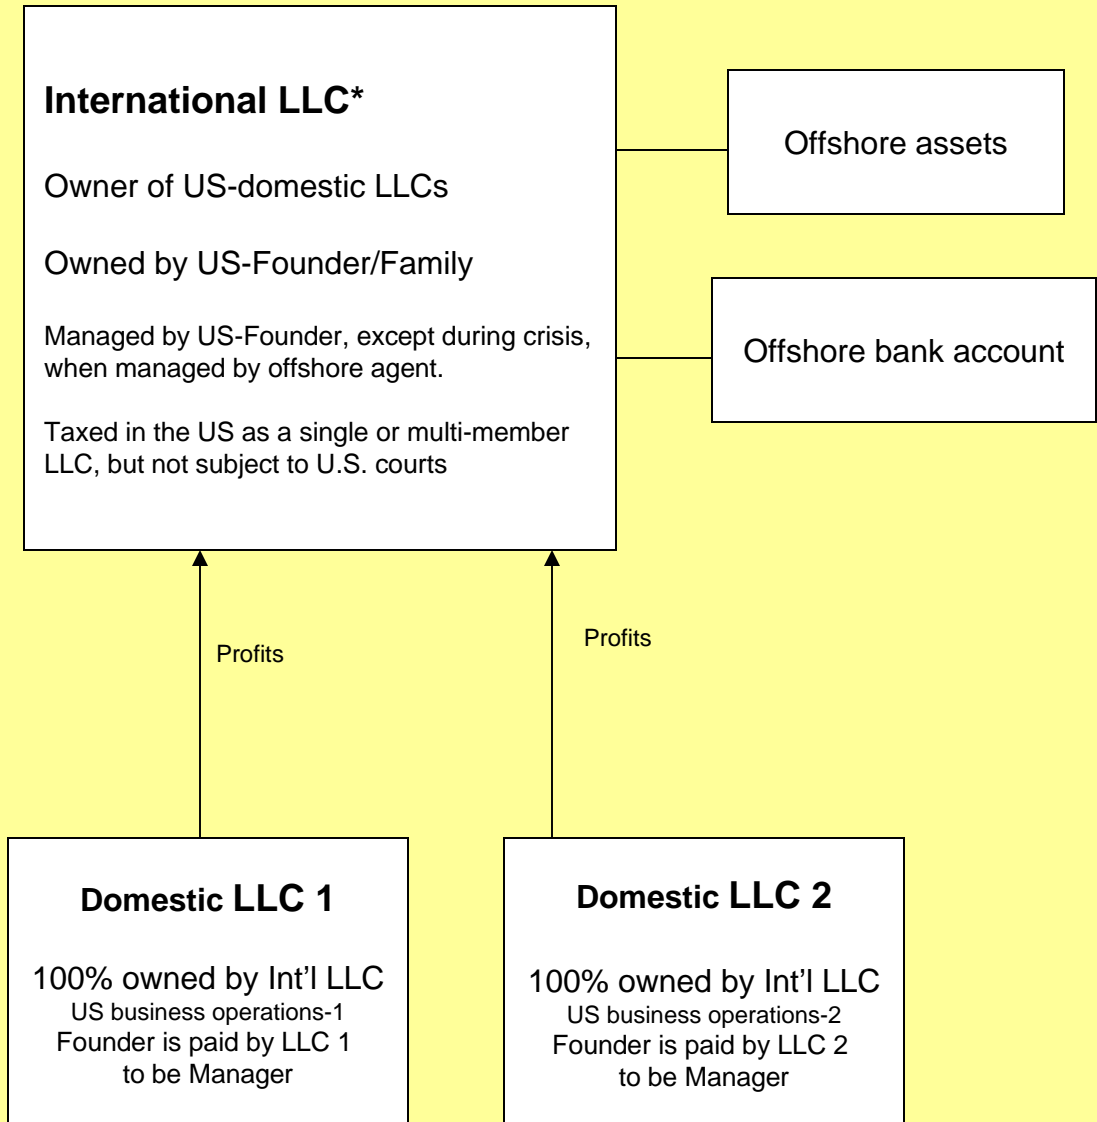 International LLC*
Owner of US-domestic LLCs
Owned by US-Founder/Family
Managed by US-Founder, except during crisis,
when managed by offshore agent.
Taxed in the US as a single or multi-member
LLC, but not subject to U.S. courts
Offshore assets
Offshore bank account
Profits
Profits
Domestic LLC 1
100% owned by Int’l LLC
US business operations-1
Founder is paid by LLC 1
to be Manager
Domestic LLC 2
100% owned by Int’l LLC
US business operations-2
Founder is paid by LLC 2
to be Manager